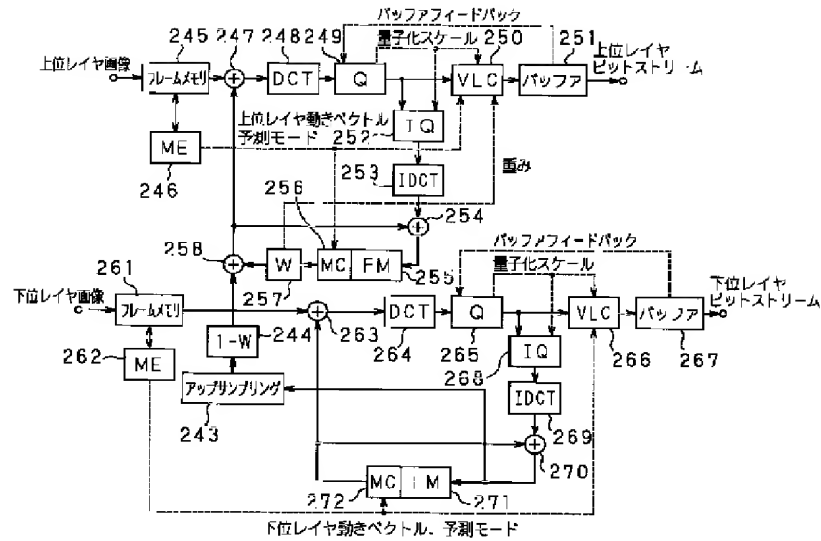 バッファフィードバック
245 247 248 249 量子化スケール 250 251 上位レイヤ
ビットストリーム
上位レイヤ画像 フレームメモリ + DCT Q VLC バッファ
上位レイヤ動きベクトル
予測モード
252 IQ
ME
246
253 IDCT
重み
256
254
258
W MC FM
257 255
バッファフィードバック
量子化スケール
下位レイヤ
ビットストリーム
261
下位レイヤ画像 フレームメモリ + DCT Q VLC バッファ
263 264 265 266 267
1-W 244
262 ME
アップサンプリング
243
IQ
268
IDCT
269
270
MC FM
272 271
下位レイヤ動きベクトル、予測モード